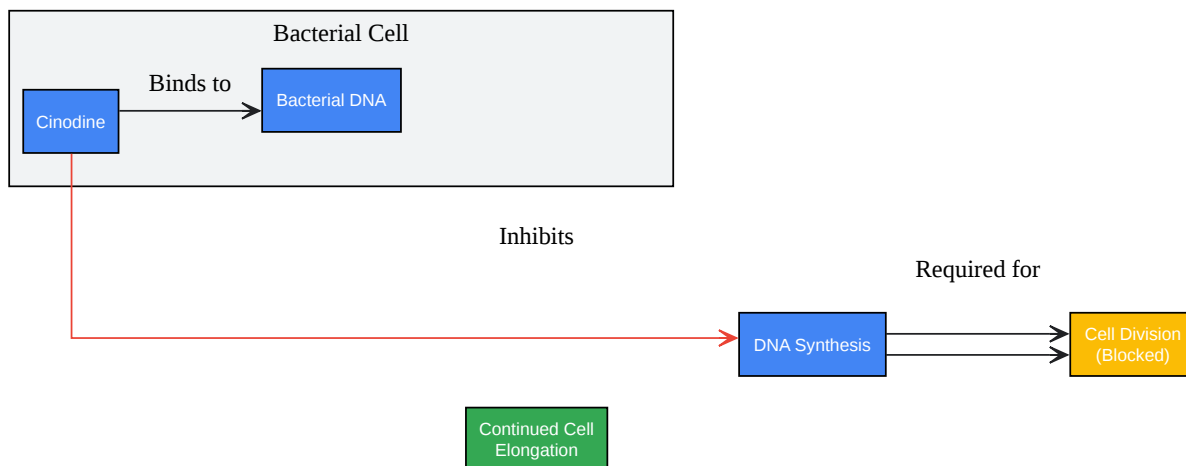 Bacterial Cell
Binds to
Bacterial DNA
Cinodine
Inhibits
Required for
DNA Synthesis
Cell Division
(Blocked)
Continued Cell
Elongation